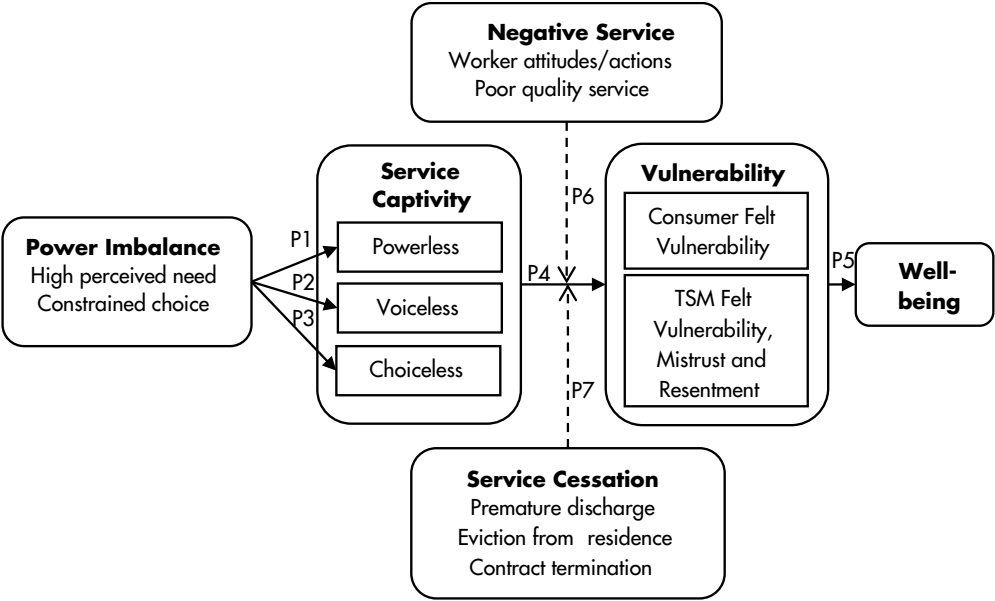 Negative Service
Worker attitudes/actions
Poor quality service
Service
Captivity
Powerless
Voiceless
Choiceless
Vulnerability
Consumer Felt
Vulnerability
TSM Felt
Vulnerability,
Mistrust and
Resentment
Power Imbalance
High perceived need
Constrained choice
P1
P2
P3
P4
P6
P7
P5
Well-
being
Service Cessation
Premature discharge
Eviction from residence
Contract termination